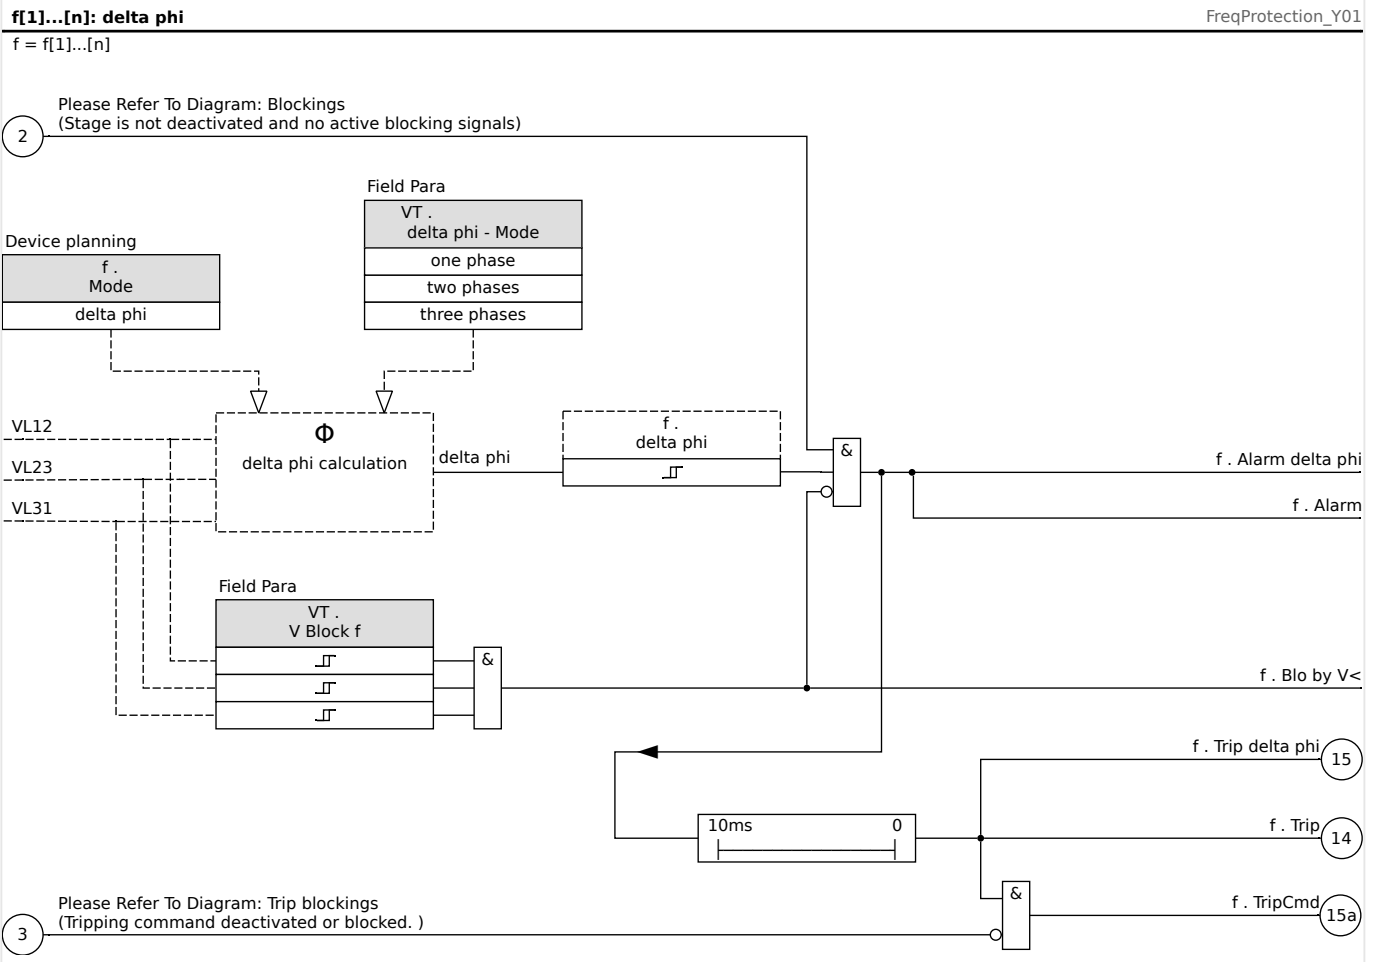 f[1]...[n]: delta phi
FreqProtection_Y01
f = f[1]...[n]
Please Refer To Diagram: Blockings
(Stage is not deactivated and no active blocking signals)
2
Field Para
VT .
delta phi - Mode
one phase
two phases
three phases
Device planning
f .
Mode
delta phi
VL12
VL23
VL31
Φ
delta phi calculation
delta phi
f .
delta phi
&
f . Alarm delta phi
f . Alarm
Field Para
VT .
V Block f
&
f . Blo by V<
f . Trip delta phi
15
10ms 0
f . Trip
14
&
f . TripCmd
15a
Please Refer To Diagram: Trip blockings
(Tripping command deactivated or blocked. )
3